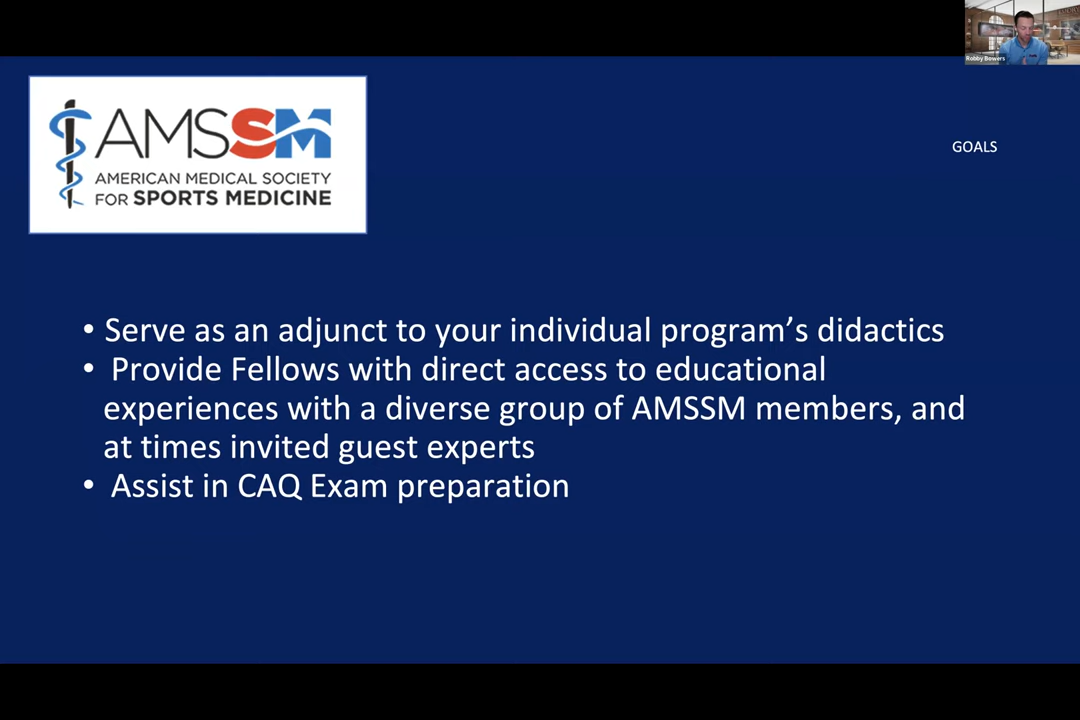 Robby Bowers
AMSSM
AMERICAN MEDICAL SOCIETY
FOR SPORTS MEDICINE
GOALS
• Serve as an adjunct to your individual program’s didactics
• Provide Fellows with direct access to educational
experiences with a diverse group of AMSSM members, and
at times invited guest experts
• Assist in CAQ Exam preparation